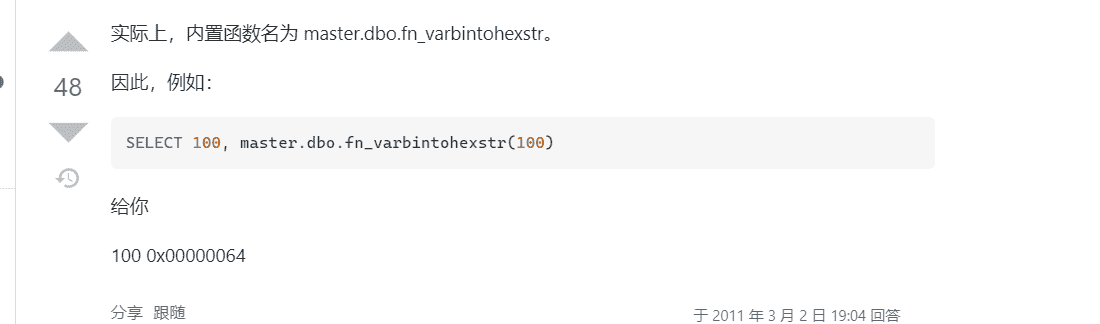 实际上，内置函数名为 master.dbo.fn_varbintohexstr。
48
因此，例如：
SELECT 100, master.dbo.fn_varbintohexstr(100)
给你
100 0x00000064
分享 跟随
于 2011 年 3 月 2 日 19:04 回答